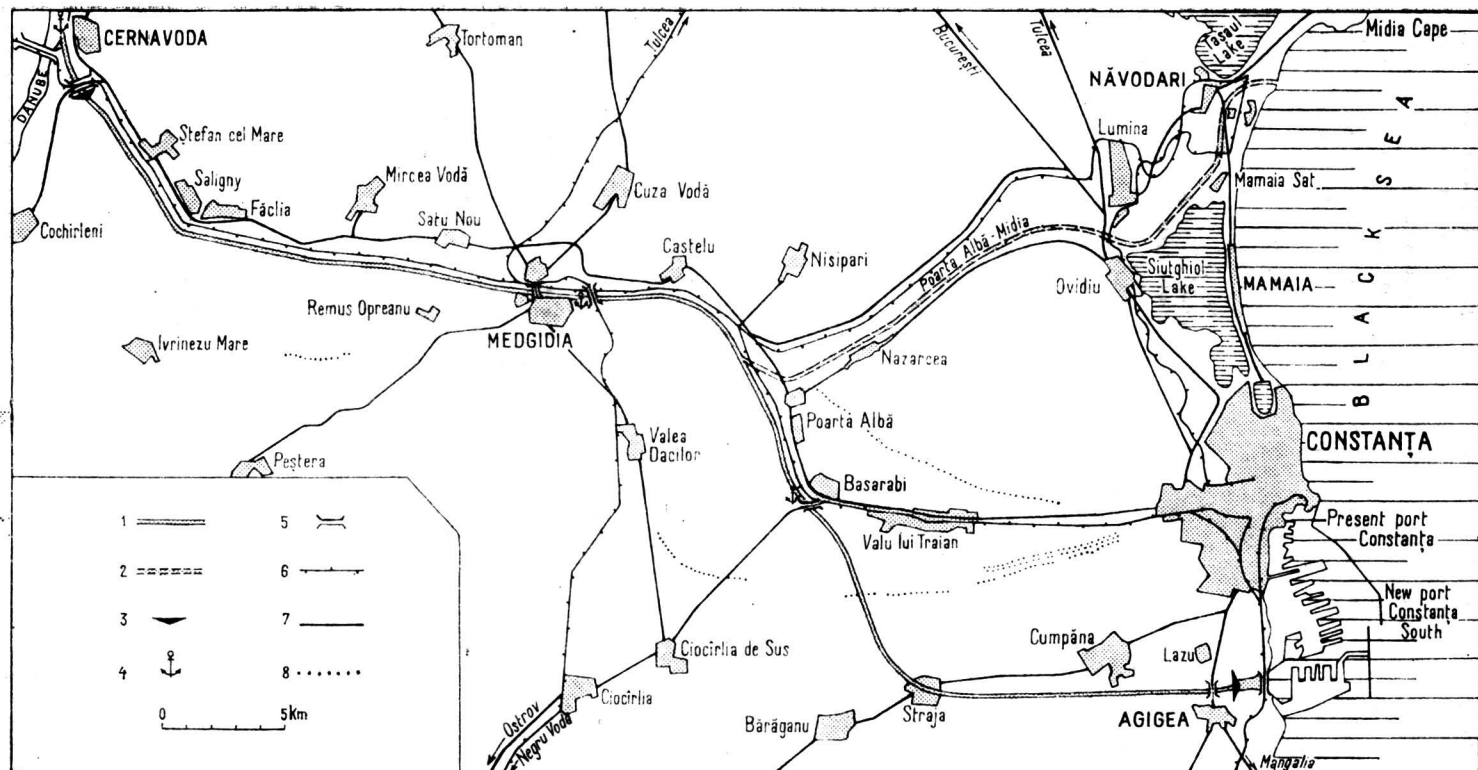 CERNAVODA
Tortoman
Tulcea
București
Tulcea
Tașaul
Lake
Midia Cape
NĂVODARI
DANUBE
Ștefan cel Mare
Lumina
Saligny
Făclia
Mircea Vodă
Cuza Vodă
Mamaia Sat
BLACK SEA
Cochirleni
Satu Nou
Castelu
Nisipari
Poarta Albă-Midia
Ovidiu
Siutghiol
Lake
MAMAIA
Remus Opreanu
MEDGIDIA
Ivrinezu Mare
Nazarcea
Poartă Albă
CONSTANȚA
Valea
Dacilor
Peștera
Basarabi
Valu lui Traian
Present port
Constanța
New port
Constanța
South
1
5
2
6
3
7
4
8
0
5km
Ciocîrlia de Sus
Cumpăna
Lazu
Ciocîrlia
Straja
Bărăganu
AGIGEA
Ostrov
Negru Vodă
Mangalia